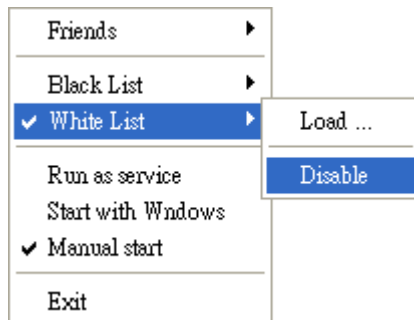 Friends
Black List
White List
Load ...
Run as service
Disable
Start with Wndows
Manual start
Exit